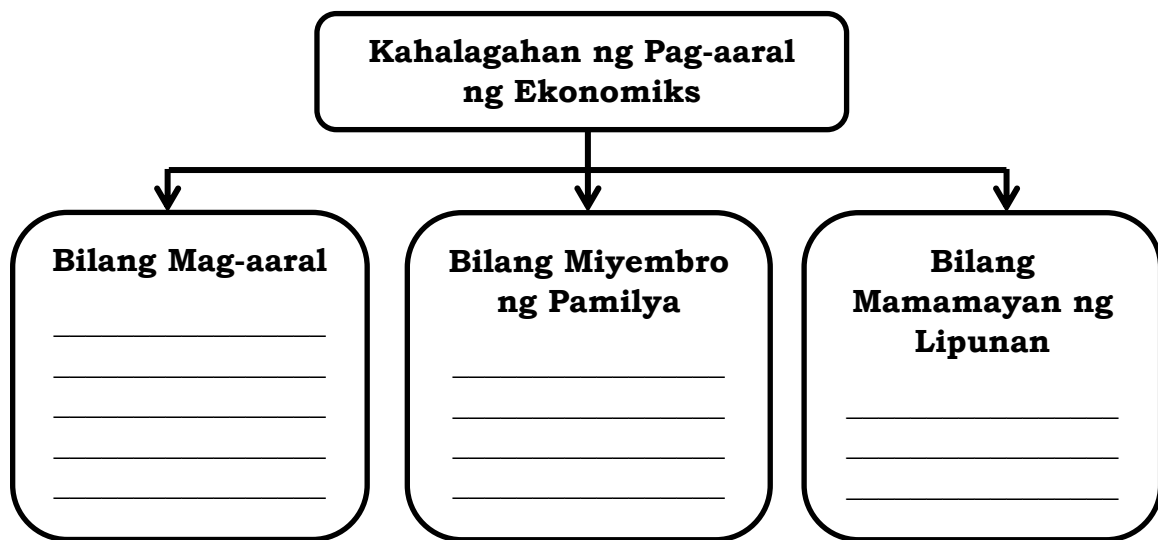 Kahalagahan ng Pag-aaral
ng Ekonomiks
Bilang Mag-aaral
Bilang Miyembro
ng Pamilya
Bilang
Mamamayan ng
Lipunan